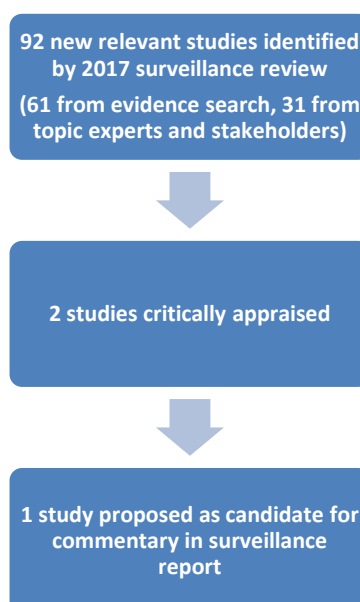 92 new relevant studies identified
by 2017 surveillance review
(61 from evidence search, 31 from
topic experts and stakeholders)
2 studies critically appraised
1 study proposed as candidate for
commentary in surveillance
report